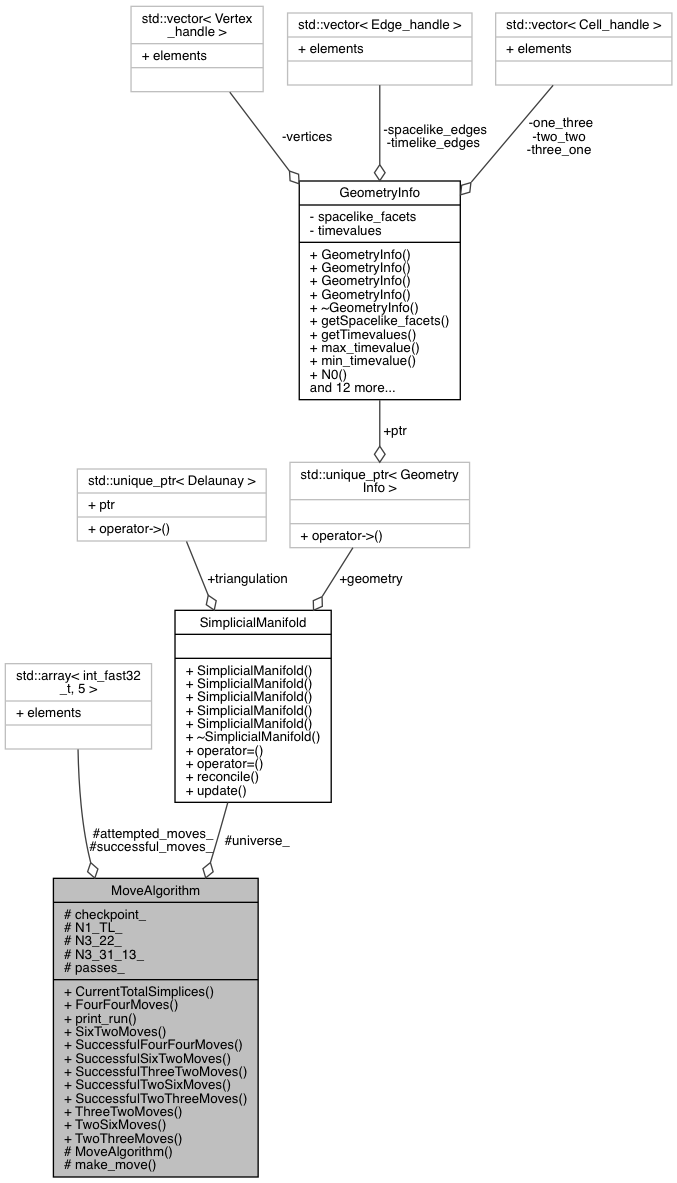 std::vector< Vertex
_handle >
+ elements
std::vector< Edge_handle >
+ elements
std::vector< Cell_handle >
+ elements
-vertices
-spacelike_edges
-timelike_edges
-one_three
-two_two
-three_one
GeometryInfo
- spacelike_facets
- timevalues
+ GeometryInfo()
+ GeometryInfo()
+ GeometryInfo()
+ GeometryInfo()
+ ~GeometryInfo()
+ getSpacelike_facets()
+ getTimevalues()
+ max_timevalue()
+ min_timevalue()
+ N0()
and 12 more...
+ptr
std::unique_ptr< Delaunay >
+ ptr
+ operator->()
std::unique_ptr< Geometry
Info >
+ operator->()
+triangulation
+geometry
SimplicialManifold
+ SimplicialManifold()
+ SimplicialManifold()
+ SimplicialManifold()
+ SimplicialManifold()
+ SimplicialManifold()
+ ~SimplicialManifold()
+ operator=()
+ operator=()
+ reconcile()
+ update()
std::array< int_fast32
_t, 5 >
+ elements
#attempted_moves_
#successful_moves_
#universe_
MoveAlgorithm
# checkpoint_
# N1_TL_
# N3_22_
# N3_31_13_
# passes_
+ CurrentTotalSimplices()
+ FourFourMoves()
+ print_run()
+ SixTwoMoves()
+ SuccessfulFourFourMoves()
+ SuccessfulSixTwoMoves()
+ SuccessfulThreeTwoMoves()
+ SuccessfulTwoSixMoves()
+ SuccessfulTwoThreeMoves()
+ ThreeTwoMoves()
+ TwoSixMoves()
+ TwoThreeMoves()
# MoveAlgorithm()
# make_move()